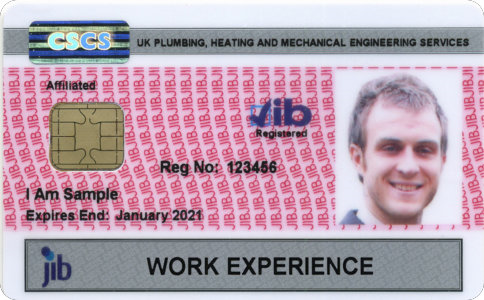 CSCS
UK PLUMBING, HEATING AND MECHANICAL ENGINEERING SERVICES
Affiliated
jib
Registered
Reg No: 123456
I Am Sample
Expires End: January 2021
jib
WORK EXPERIENCE